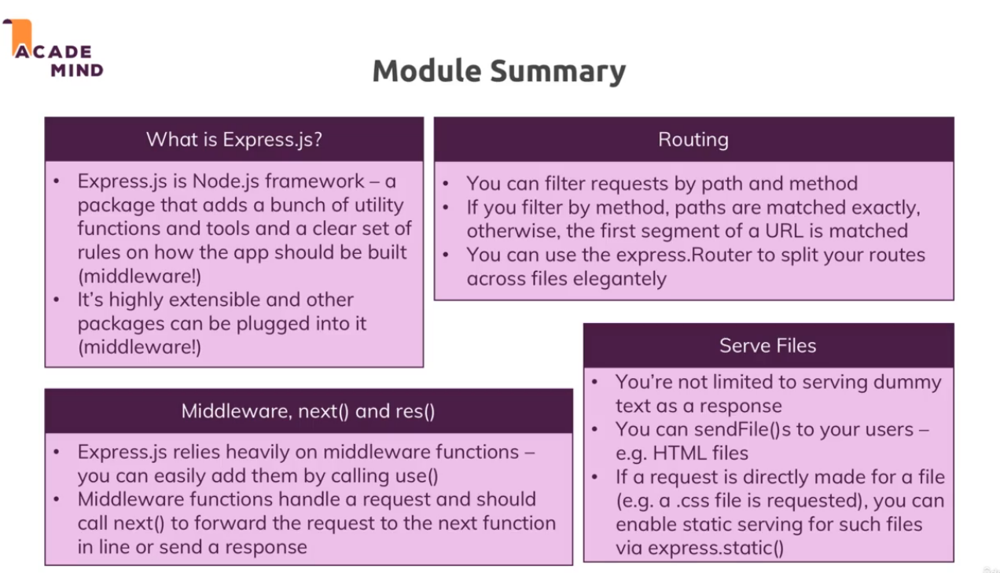 ACADE
MIND
Module Summary
What is Express.js?
• Express.js is Node.js framework – a
package that adds a bunch of utility
functions and tools and a clear set of
rules on how the app should be built
(middleware!)
• It's highly extensible and other
packages can be plugged into it
(middleware!)
Routing
• You can filter requests by path and method
• If you filter by method, paths are matched exactly,
otherwise, the first segment of a URL is matched
• You can use the express.Router to split your routes
across files elegantely
Middleware, next() and res()
• Express.js relies heavily on middleware functions –
you can easily add them by calling use()
• Middleware functions handle a request and should
call next() to forward the request to the next function
in line or send a response
Serve Files
• You're not limited to serving dummy
text as a response
• You can sendFile()s to your users –
e.g. HTML files
• If a request is directly made for a file
(e.g. a .css file is requested), you can
enable static serving for such files
via express.static()